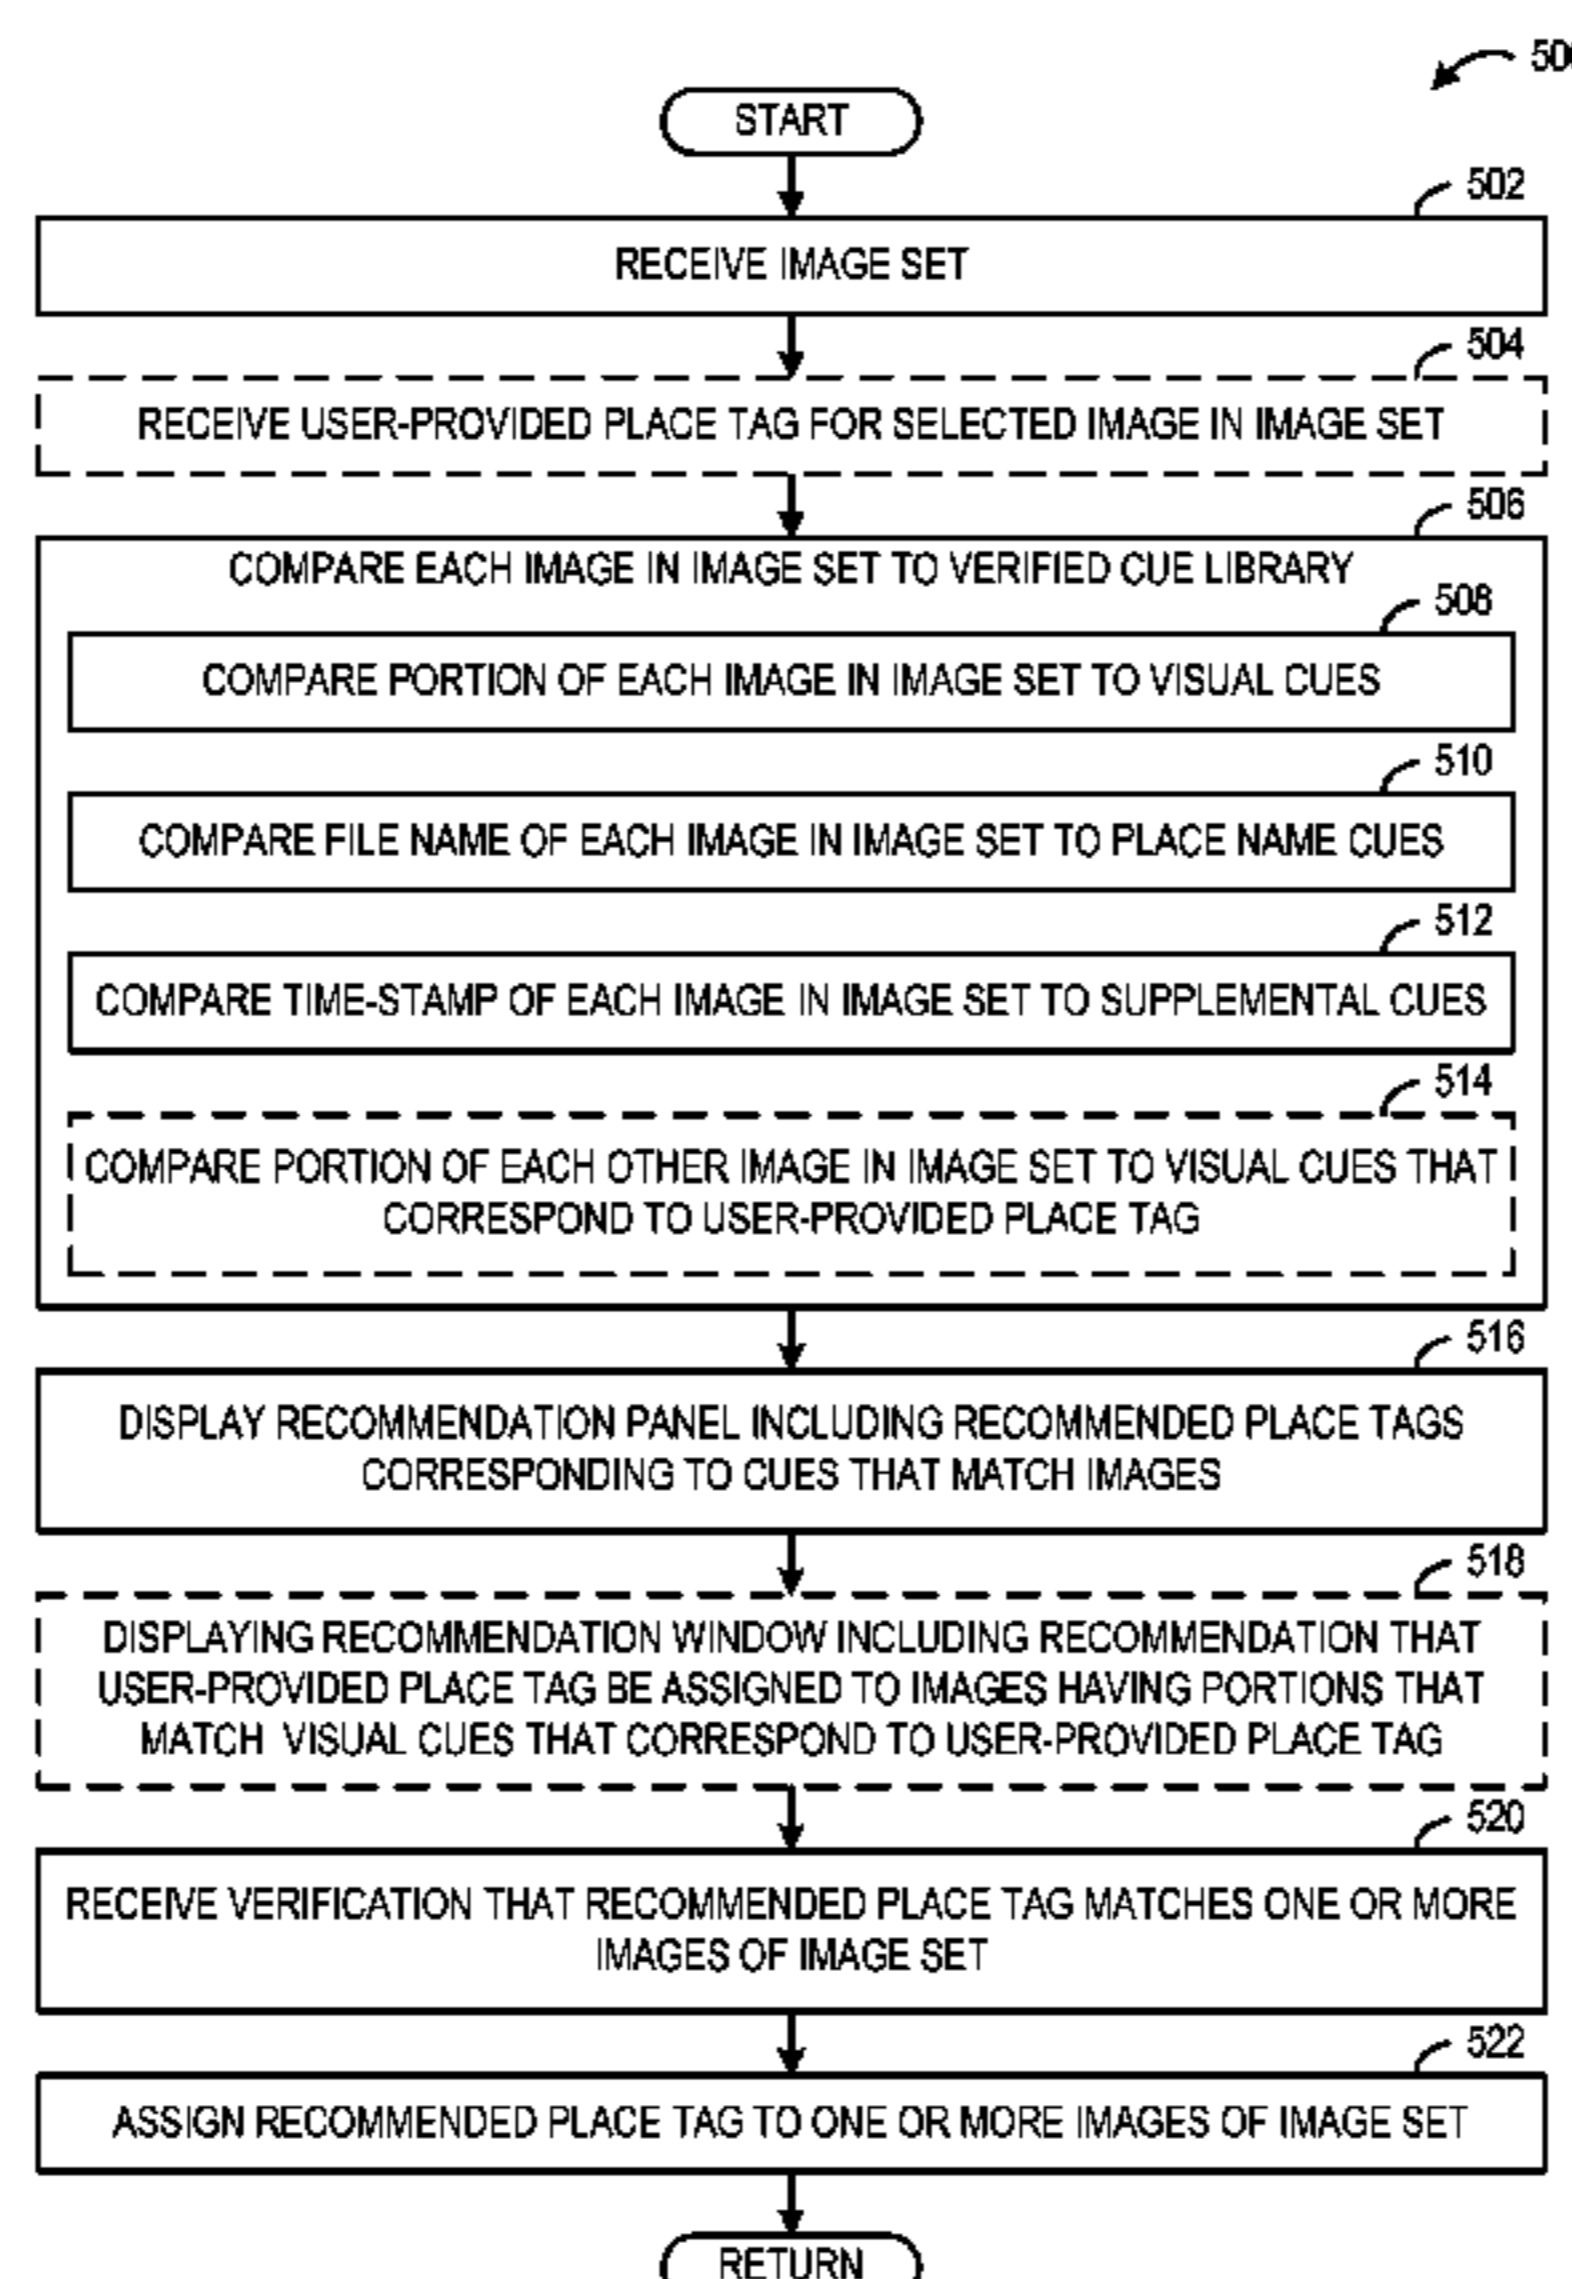 500
START
502
RECEIVE IMAGE SET
504
RECEIVE USER-PROVIDED PLACE TAG FOR SELECTED IMAGE IN IMAGE SET
506
COMPARE EACH IMAGE IN IMAGE SET TO VERIFIED CUE LIBRARY
508
COMPARE PORTION OF EACH IMAGE IN IMAGE SET TO VISUAL CUES
510
COMPARE FILE NAME OF EACH IMAGE IN IMAGE SET TO PLACE NAME CUES
512
COMPARE TIME-STAMP OF EACH IMAGE IN IMAGE SET TO SUPPLEMENTAL CUES
514
COMPARE PORTION OF EACH OTHER IMAGE IN IMAGE SET TO VISUAL CUES THAT
CORRESPOND TO USER-PROVIDED PLACE TAG
516
DISPLAY RECOMMENDATION PANEL INCLUDING RECOMMENDED PLACE TAGS
CORRESPONDING TO CUES THAT MATCH IMAGES
518
DISPLAYING RECOMMENDATION WINDOW INCLUDING RECOMMENDATION THAT
USER-PROVIDED PLACE TAG BE ASSIGNED TO IMAGES HAVING PORTIONS THAT
MATCH VISUAL CUES THAT CORRESPOND TO USER-PROVIDED PLACE TAG
520
RECEIVE VERIFICATION THAT RECOMMENDED PLACE TAG MATCHES ONE OR MORE
IMAGES OF IMAGE SET
522
ASSIGN RECOMMENDED PLACE TAG TO ONE OR MORE IMAGES OF IMAGE SET
RETURN